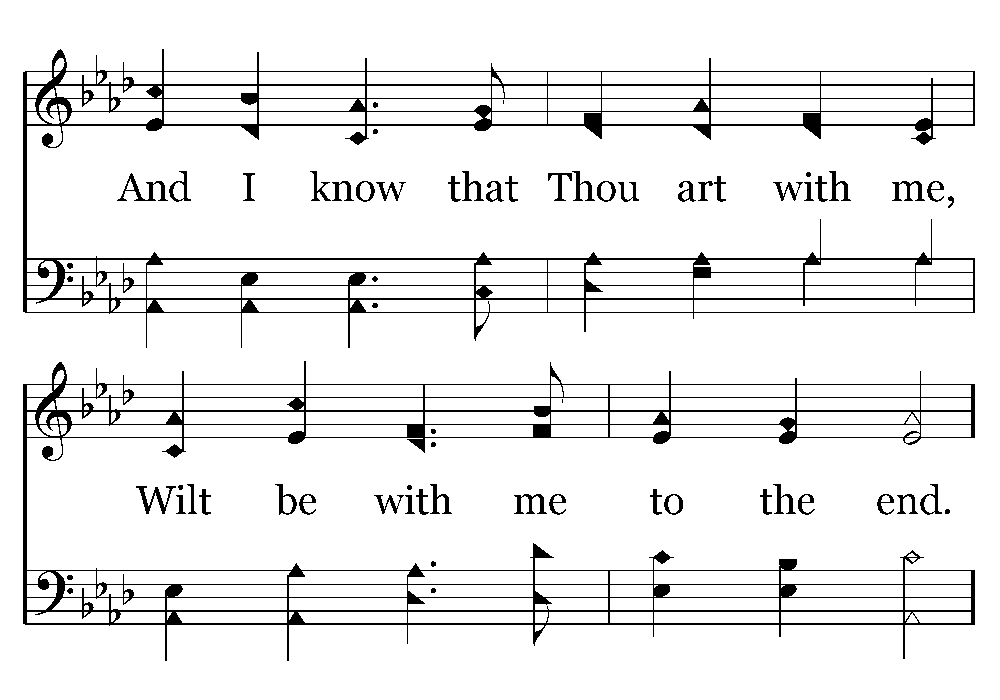 And I know that Thou art with me,
Wilt be with me to the end.